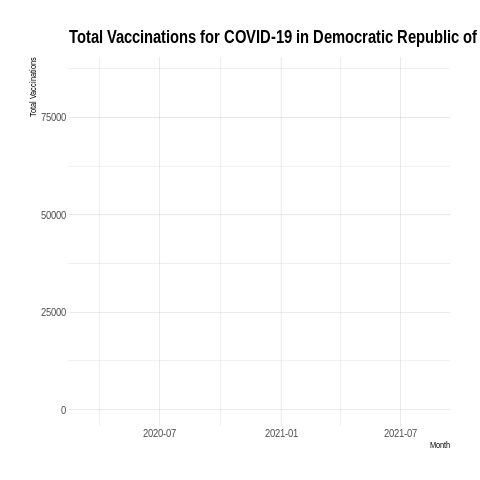 Total Vaccinations for COVID-19 in Democratic Republic of
Total Vaccinations
75000
50000
25000
0
2020-07 2021-01 2021-07
Month